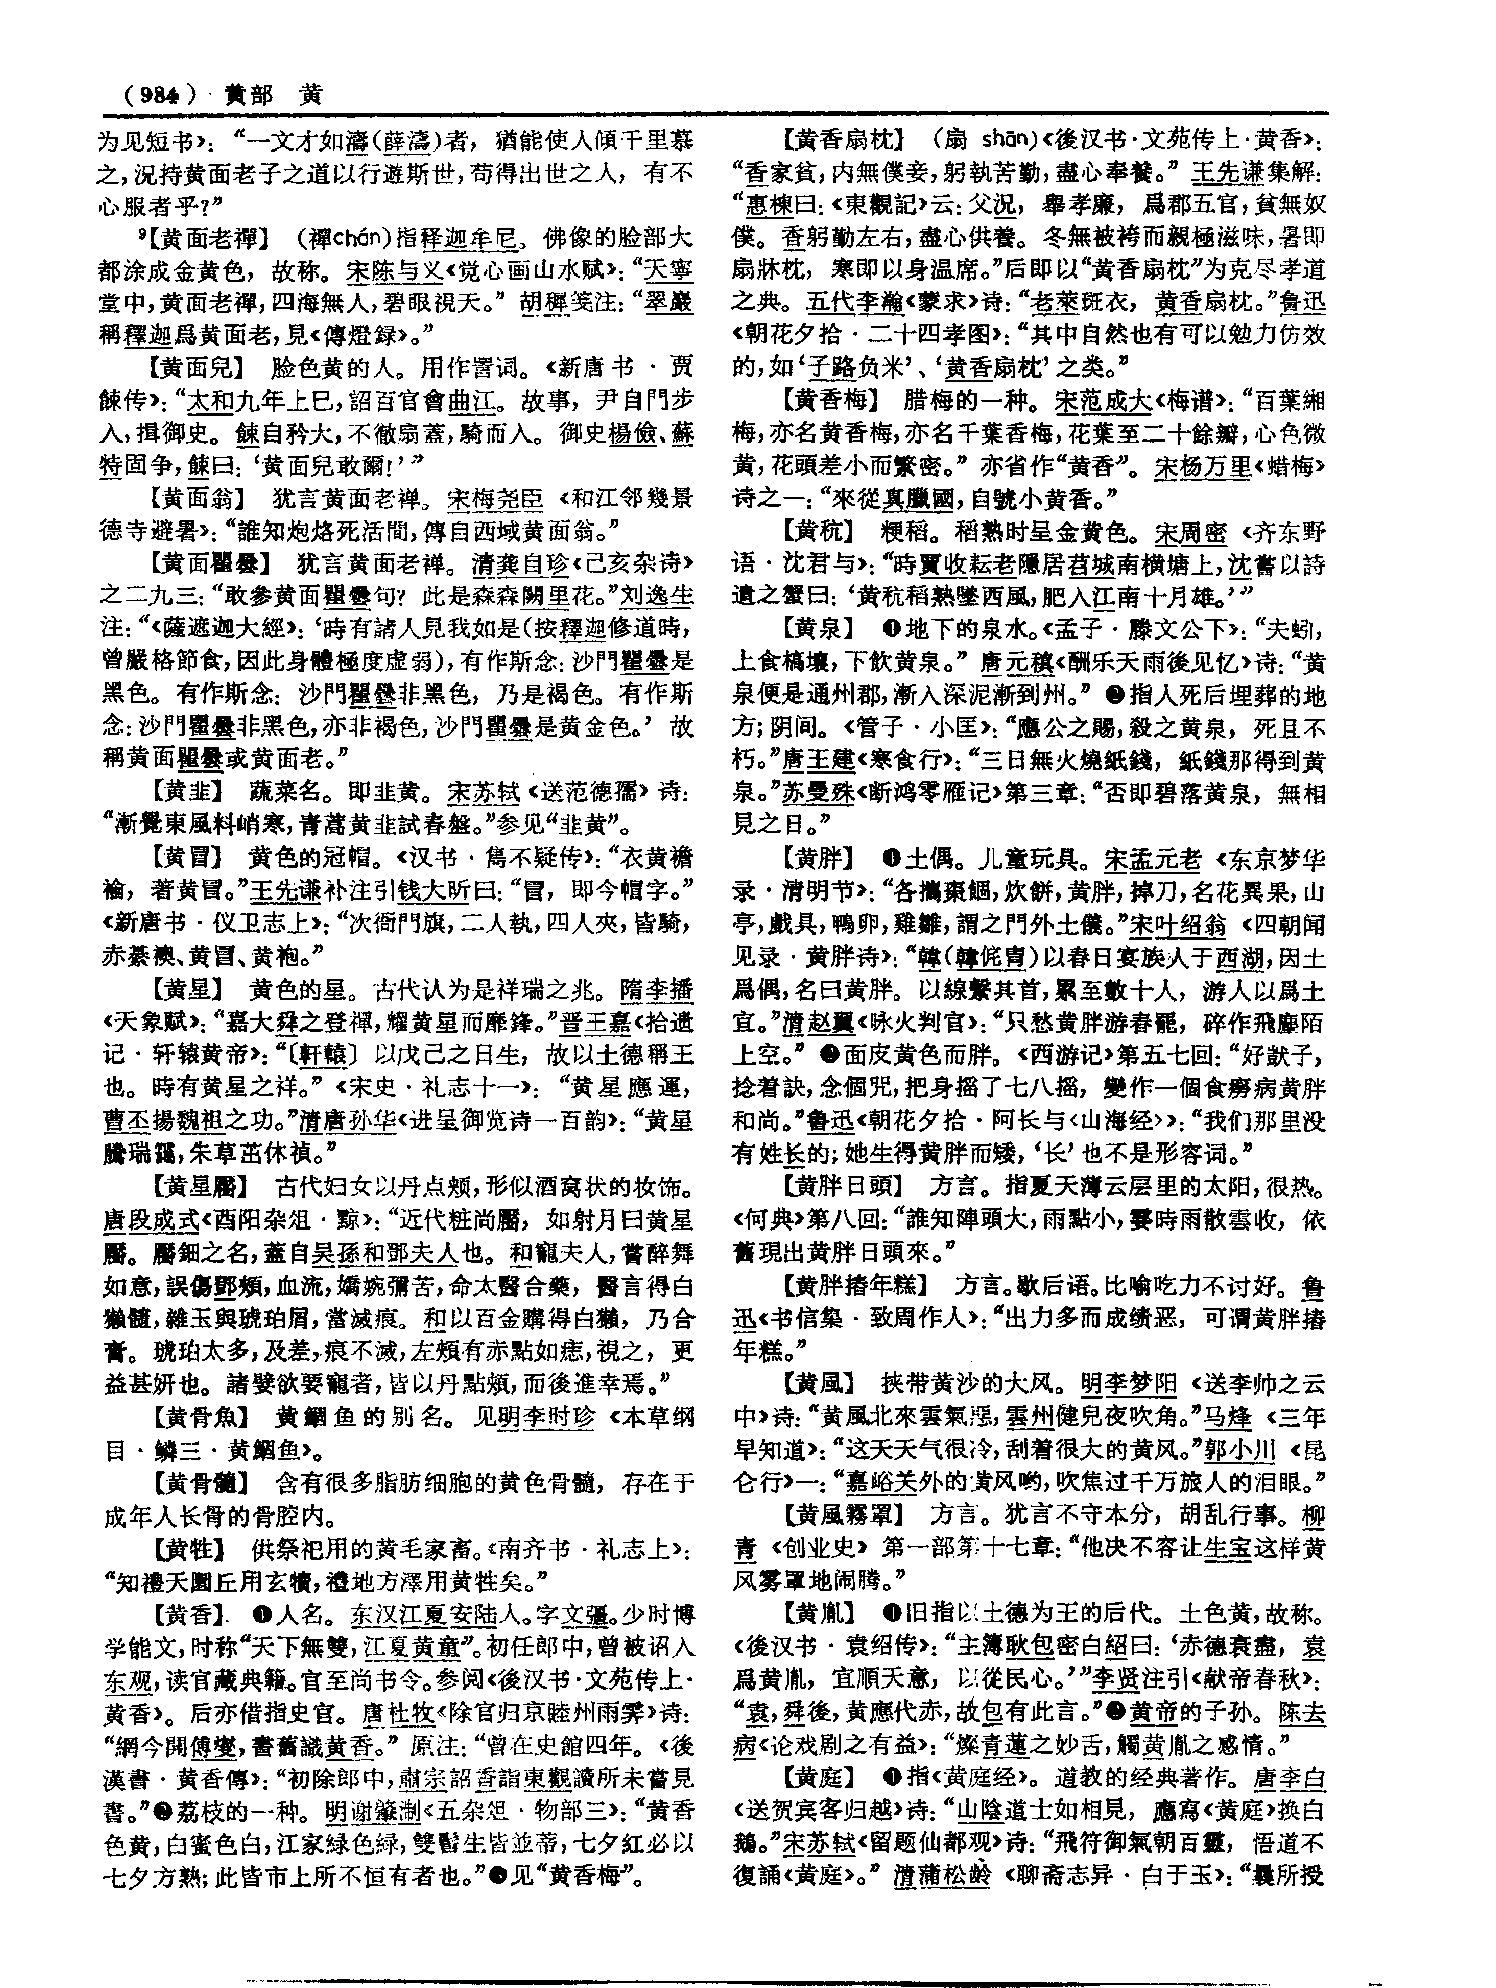 （984）·黄部　黄
为见短书》：“一文才如濤(薛濤)者，猶能使人傾千里慕
之，況持黄面老子之道以行遊斯世，苟得出世之人，有不
心服者乎?”
⁹【黄面老禪】　(禪chán)指释迦牟尼。佛像的脸部大
都涂成金黄色，故称。宋陈与义《觉心画山水赋》：“天寧
堂中，黄面老禪，四海無人，碧眼視天。”胡穉笺注：“翠巖
稱釋迦爲黄面老，見《傳燈録》。”
【黄面兒】　脸色黄的人。用作詈词。《新唐书·贾
餗传》：“太和九年上巳，詔百官會曲江。故事，尹自門步
入，揖御史。餗自矜大，不徹扇蓋，騎而入。御史楊儉、蘇
特固争，餗曰：‘黄面兒敢爾!’”
【黄面翁】　犹言黄面老禅。宋梅尧臣《和江邻幾景
德寺避暑》：“誰知炮烙死活間，傳自西域黄面翁。”
【黄面瞿曇】　犹言黄面老禅。清龚自珍《己亥杂诗》
之二九三：“敢參黄面瞿曇句?此是森森闕里花。”刘逸生
注：“《薩遮迦大經》：‘時有諸人見我如是(按釋迦修道時，
曾嚴格節食，因此身體極度虚弱)，有作斯念：沙門瞿曇是
黑色。有作斯念：沙門瞿曇非黑色，乃是褐色。有作斯
念：沙門瞿曇非黑色，亦非褐色，沙門瞿曇是黄金色。’故
稱黄面瞿曇或黄面老。”
【黄韭】　蔬菜名。即韭黄。宋苏轼《送范德孺》诗：
“漸覺東風料峭寒，青蒿黄韭試春盤。”参见“韭黄”。
【黄冒】　黄色的冠帽。《汉书·雋不疑传》：“衣黄襜
褕，著黄冒。”王先谦补注引钱大昕曰：“冒，即今帽字。”
《新唐书·仪卫志上》：“次衙門旗，二人執，四人夾，皆騎，
赤綦襖、黄冒、黄袍。”
【黄星】　黄色的星。古代认为是祥瑞之兆。隋李播
《天象赋》：“嘉大舜之登禪，耀黄星而靡鋒。”晋王嘉《拾遗
记·轩辕黄帝》：“〔軒轅〕以戊己之日生，故以土德稱王
也。時有黄星之祥。”《宋史·礼志十一》：“黄星應運，
曹丕揚魏祖之功。”清唐孙华《进呈御览诗一百韵》：“黄星
騰瑞靄，朱草茁休禎。”
【黄星靨】　古代妇女以丹点颊，形似酒窝状的妆饰。
唐段成式《酉阳杂俎·黥》：“近代粧尚靨，如射月曰黄星
靨。靨鈿之名，蓋自吴孫和鄧夫人也。和寵夫人，嘗醉舞
如意，誤傷鄧頰，血流，嬌婉彌苦，命太醫合藥，醫言得白
獺髓，雜玉與琥珀屑，當滅痕。和以百金購得白獺，乃合
膏。琥珀太多，及差，痕不滅，左頰有赤點如痣，視之，更
益甚妍也。諸嬖欲要寵者，皆以丹點頰，而後進幸焉。”
【黄骨魚】　黄鲴鱼的别名。见明李时珍《本草纲
目·鳞三·黄鲴鱼》。
【黄骨髓】　含有很多脂肪细胞的黄色骨髓，存在于
成年人长骨的骨腔内。
【黄牲】　供祭祀用的黄毛家畜。《南齐书·礼志上》：
“知禮天圜丘用玄犢，禮地方澤用黄牲矣。”
【黄香】　❶人名。东汉江夏安陆人。字文彊。少时博
学能文，时称“天下無雙，江夏黄童”。初任郎中，曾被诏入
东观，读官藏典籍。官至尚书令。参阅《後汉书·文苑传上·
黄香》。后亦借指史官。唐杜牧《除官归京睦州雨霁》诗：
“網今開傅燮，書舊識黄香。”原注：“曾在史館四年。《後
漢書·黄香傳》：“初除郎中，肅宗詔香詣東觀讀所未嘗見
書。”❷荔枝的一种。明谢肇淛《五杂俎·物部三》：“黄香
色黄，白蜜色白，江家緑色緑，雙髻生皆並蒂，七夕紅必以
七夕方熟；此皆市上所不恒有者也。”❸见“黄香梅”。
【黄香扇枕】　(扇 shān)《後汉书·文苑传上·黄香》：
“香家貧，内無僕妾，躬執苦勤，盡心奉養。”王先谦集解：
“惠棟曰：《東觀記》云：父況，舉孝廉，爲郡五官，貧無奴
僕。香躬勤左右，盡心供養。冬無被袴而親極滋味，暑即
扇牀枕，寒即以身温席。”后即以“黄香扇枕”为克尽孝道
之典。五代李瀚《蒙求》诗：“老萊斑衣，黄香扇枕。”鲁迅
《朝花夕拾·二十四孝图》：“其中自然也有可以勉力仿效
的，如‘子路负米’、‘黄香扇枕’之类。”
【黄香梅】　腊梅的一种。宋范成大《梅谱》：“百葉緗
梅，亦名黄香梅，亦名千葉香梅，花葉至二十餘瓣，心色微
黄，花頭差小而繁密。”亦省作“黄香”。宋杨万里《蜡梅》
诗之一：“來從真臘國，自號小黄香。”
【黄秔】　粳稻。稻熟时呈金黄色。宋周密《齐东野
语·沈君与》：“時賈收耘老隱居苕城南横塘上，沈嘗以詩
遺之蟹曰：‘黄秔稻熟墜西風，肥入江南十月雄。’”
【黄泉】　❶地下的泉水。《孟子·滕文公下》：“夫蚓，
上食槁壤，下飲黄泉。”唐元稹《酬乐天雨後见忆》诗：“黄
泉便是通州郡，漸入深泥漸到州。”❷指人死后埋葬的地
方；阴间。《管子·小匡》：“應公之賜，殺之黄泉，死且不
朽。”唐王建《寒食行》：“三日無火燒紙錢，紙錢那得到黄
泉。”苏曼殊《断鸿零雁记》第三章：“否即碧落黄泉，無相
見之日。”
【黄胖】　❶土偶。儿童玩具。宋孟元老《东京梦华
录·清明节》：“各攜棗䭅，炊餅，黄胖，掉刀，名花異果，山
亭，戲具，鴨卵，雞雛，謂之門外土儀。”宋叶绍翁《四朝闻
见录·黄胖诗》：“韓(韓侂胄)以春日宴族人于西湖，因土
爲偶，名曰黄胖。以線繫其首，累至數十人，游人以爲土
宜。”清赵翼《咏火判官》：“只愁黄胖游春罷，碎作飛塵陌
上空。”❷面皮黄色而胖。《西游记》第五七回：“好獃子，
捻着訣，念個咒，把身摇了七八摇，變作一個食癆病黄胖
和尚。”鲁迅《朝花夕拾·阿长与〈山海经〉》：“我们那里没
有姓长的；她生得黄胖而矮，‘长’也不是形容词。”
【黄胖日頭】　方言。指夏天薄云层里的太阳，很热。
《何典》第八回：“誰知陣頭大，雨點小，霎時雨散雲收，依
舊現出黄胖日頭來。”
【黄胖摏年糕】　方言。歇后语。比喻吃力不讨好。鲁
迅《书信集·致周作人》：“出力多而成绩恶，可谓黄胖摏
年糕。”
【黄風】　挟带黄沙的大风。明李梦阳《送李帅之云
中》诗：“黄風北來雲氣惡，雲州健兒夜吹角。”马烽《三年
早知道》：“这天天气很冷，刮着很大的黄风。”郭小川《昆
仑行》一：“嘉峪关外的黄风哟，吹焦过千万旅人的泪眼。”
【黄風霧罩】　方言。犹言不守本分，胡乱行事。柳
青《创业史》第一部第十七章：“他决不容让生宝这样黄
风雾罩地闹腾。”
【黄胤】　❶旧指以土德为王的后代。土色黄，故称。
《後汉书·袁绍传》：“主簿耿包密白紹曰：‘赤德衰盡，袁
爲黄胤，宜順天意，以從民心。’”李贤注引《献帝春秋》：
“袁，舜後，黄應代赤，故包有此言。”❷黄帝的子孙。陈去
病《论戏剧之有益》：“燦青蓮之妙舌，觸黄胤之感情。”
【黄庭】　❶指《黄庭经》。道教的经典著作。唐李白
《送贺宾客归越》诗：“山陰道士如相見，應寫《黄庭》换白
鵝。”宋苏轼《留题仙都观》诗：“飛符御氣朝百靈，悟道不
復誦《黄庭》。”清蒲松龄《聊斋志异·白于玉》：“曩所授